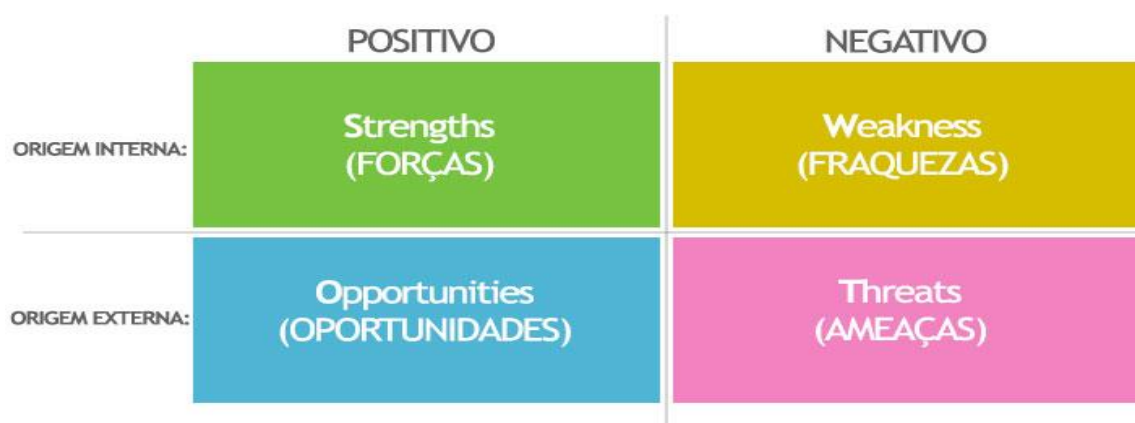 POSITIVO
NEGATIVO
ORIGEM INTERNA:
Strengths
(FORÇAS)
Weakness
(FRAQUEZAS)
ORIGEM EXTERNA:
Opportunities
(OPORTUNIDADES)
Threats
(AMEAÇAS)